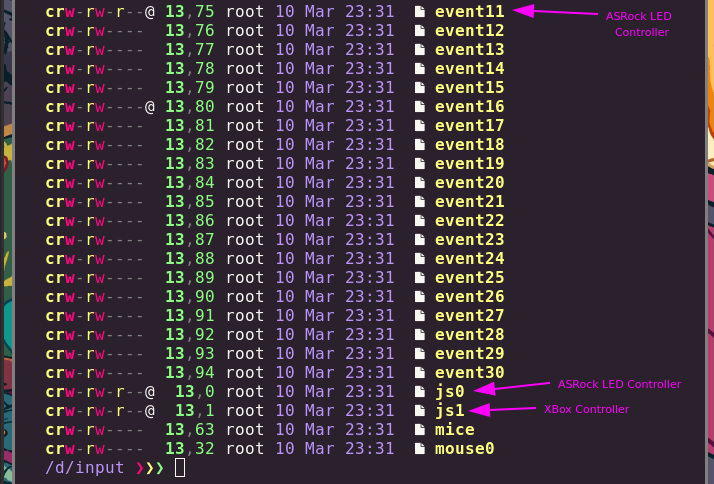 crw-rw-r--@ 13,75 root 10 Mar 23:31 event11
ASRock LED
Controller
crw-rw---- 13,76 root 10 Mar 23:31 event12
crw-rw---- 13,77 root 10 Mar 23:31 event13
crw-rw---- 13,78 root 10 Mar 23:31 event14
crw-rw---- 13,79 root 10 Mar 23:31 event15
crw-rw----@ 13,80 root 10 Mar 23:31 event16
crw-rw---- 13,81 root 10 Mar 23:31 event17
crw-rw---- 13,82 root 10 Mar 23:31 event18
crw-rw---- 13,83 root 10 Mar 23:31 event19
crw-rw---- 13,84 root 10 Mar 23:31 event20
crw-rw---- 13,85 root 10 Mar 23:31 event21
crw-rw---- 13,86 root 10 Mar 23:31 event22
crw-rw---- 13,87 root 10 Mar 23:31 event23
crw-rw---- 13,88 root 10 Mar 23:31 event24
crw-rw---- 13,89 root 10 Mar 23:31 event25
crw-rw---- 13,90 root 10 Mar 23:31 event26
crw-rw---- 13,91 root 10 Mar 23:31 event27
crw-rw---- 13,92 root 10 Mar 23:31 event28
crw-rw---- 13,93 root 10 Mar 23:31 event29
crw-rw---- 13,94 root 10 Mar 23:31 event30
crw-rw-r--@ 13,0 root 10 Mar 23:31 js0 ASRock LED Controller
crw-rw-r--@ 13,1 root 10 Mar 23:31 js1 XBox Controller
crw-rw---- 13,63 root 10 Mar 23:31 mice
crw-rw---- 13,32 root 10 Mar 23:31 mouse0
/d/input ❯❯❯